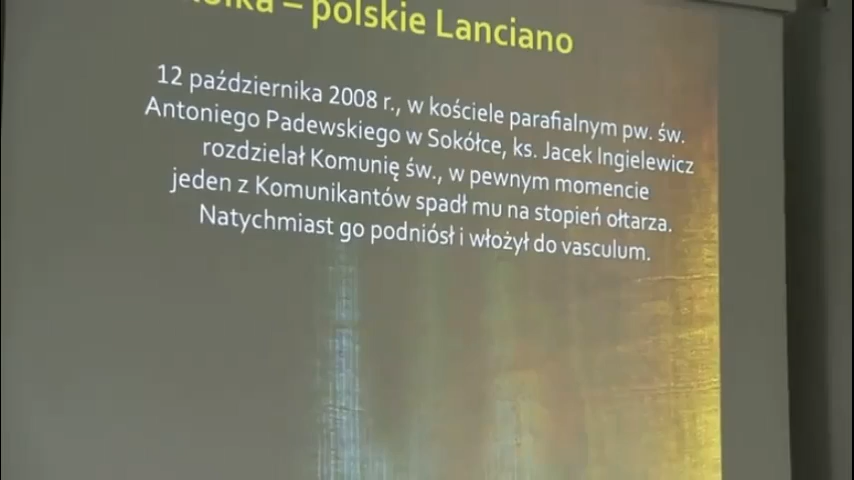 – polskie Lanciano
12 października 2008 r., w kościele parafialnym pw. św.
Antoniego Padewskiego w Sokółce, ks. Jacek Ingielewicz
rozdzielał Komunię św., w pewnym momencie
jeden z Komunikantów spadł mu na stopień ołtarza.
Natychmiast go podniósł i włożył do vasculum.